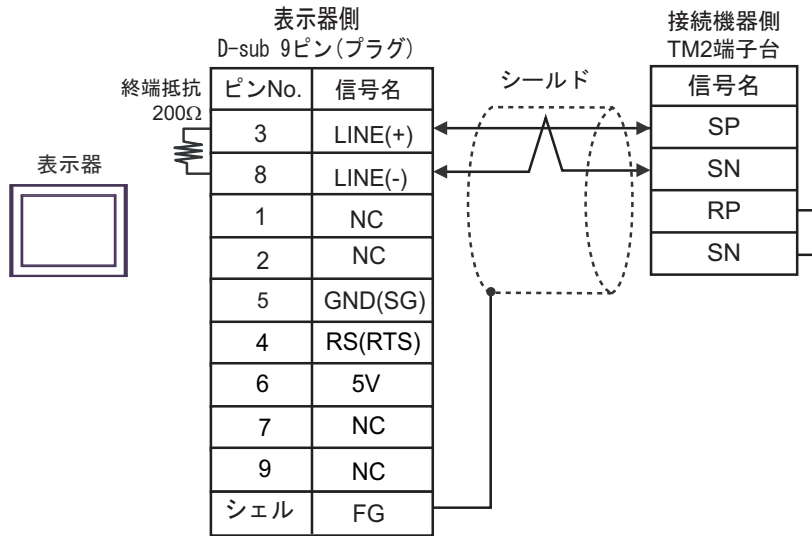 表示器側
D-sub 9ピン(プラグ)
接続機器側
TM2端子台
終端抵抗
200Ω
表示器
シールド
ピンNo. 信号名
3 LINE(+)
8 LINE(-)
1 NC
2 NC
5 GND(SG)
4 RS(RTS)
6 5V
7 NC
9 NC
シェル FG
信号名
SP
SN
RP
SN